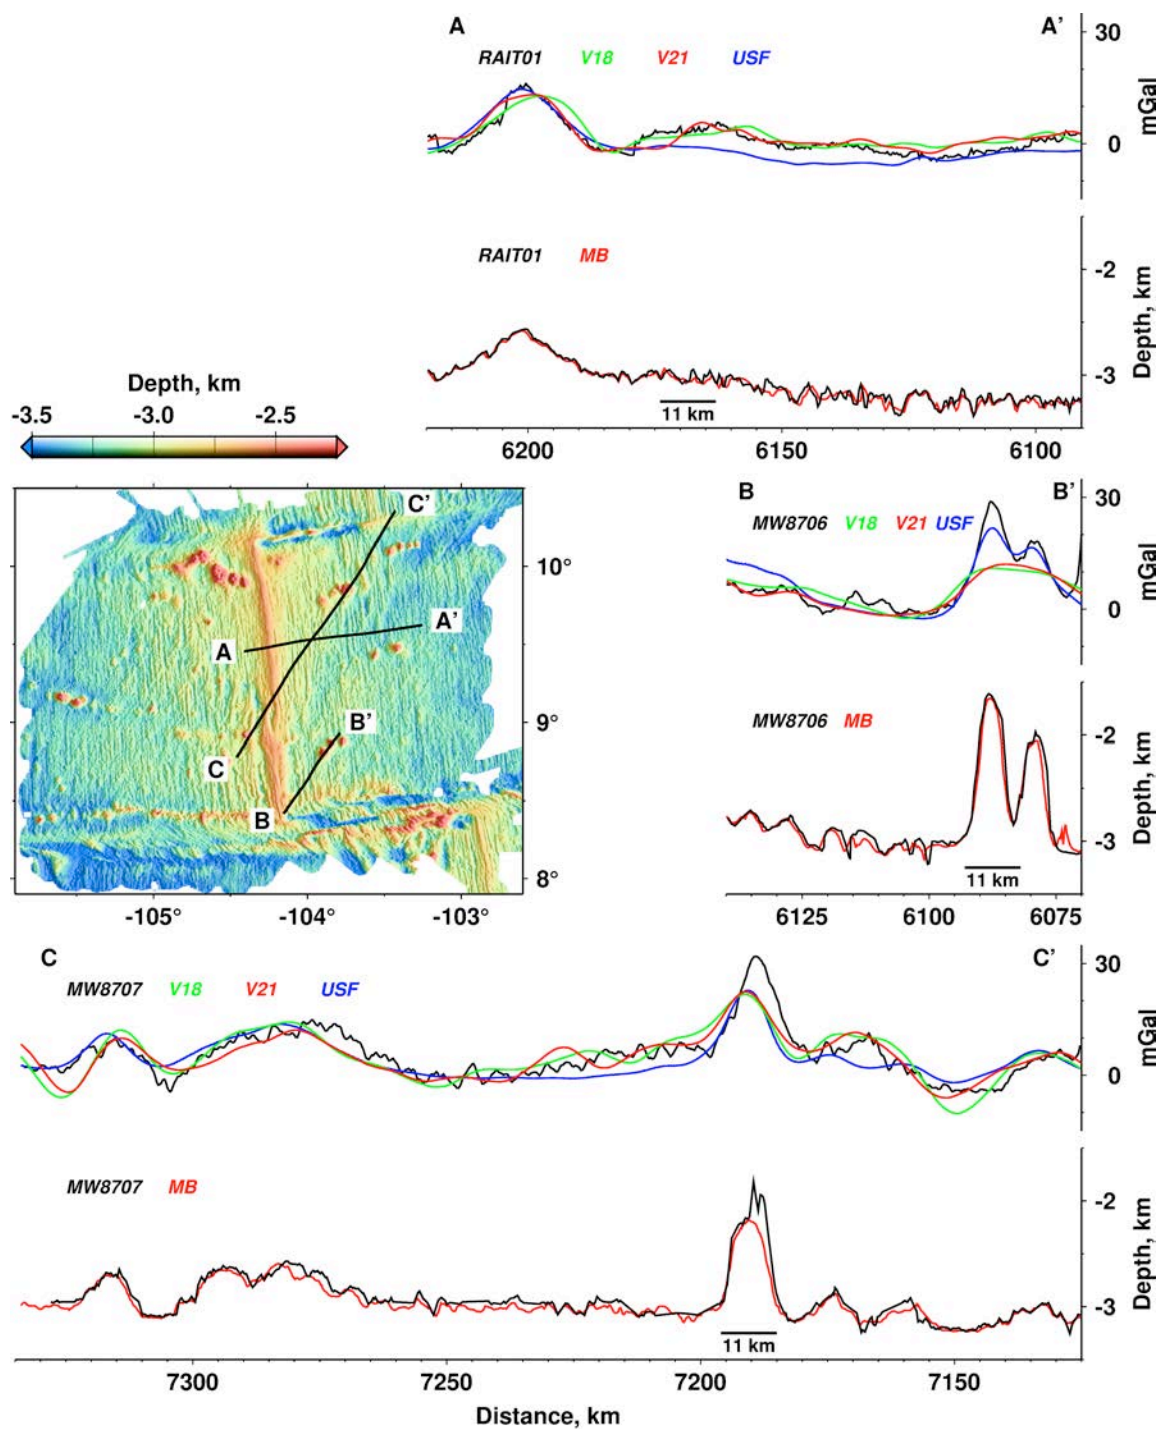 A A'
RAIT01 V18 V21 USF
30
0
mGal
RAIT01 MB
-2
-3
Depth, km
11 km
6200 6150 6100
Depth, km
-3.5 -3.0 -2.5
C'
A'
A
B'
C
B
10°
9°
8°
-105° -104° -103°
B B'
MW8706 V18 V21 USF
30
0
mGal
MW8706 MB
-2
-3
Depth, km
11 km
6125 6100 6075
C C'
MW8707 V18 V21 USF
30
0
mGal
MW8707 MB
-2
-3
Depth, km
11 km
7300 7250 7200 7150
Distance, km